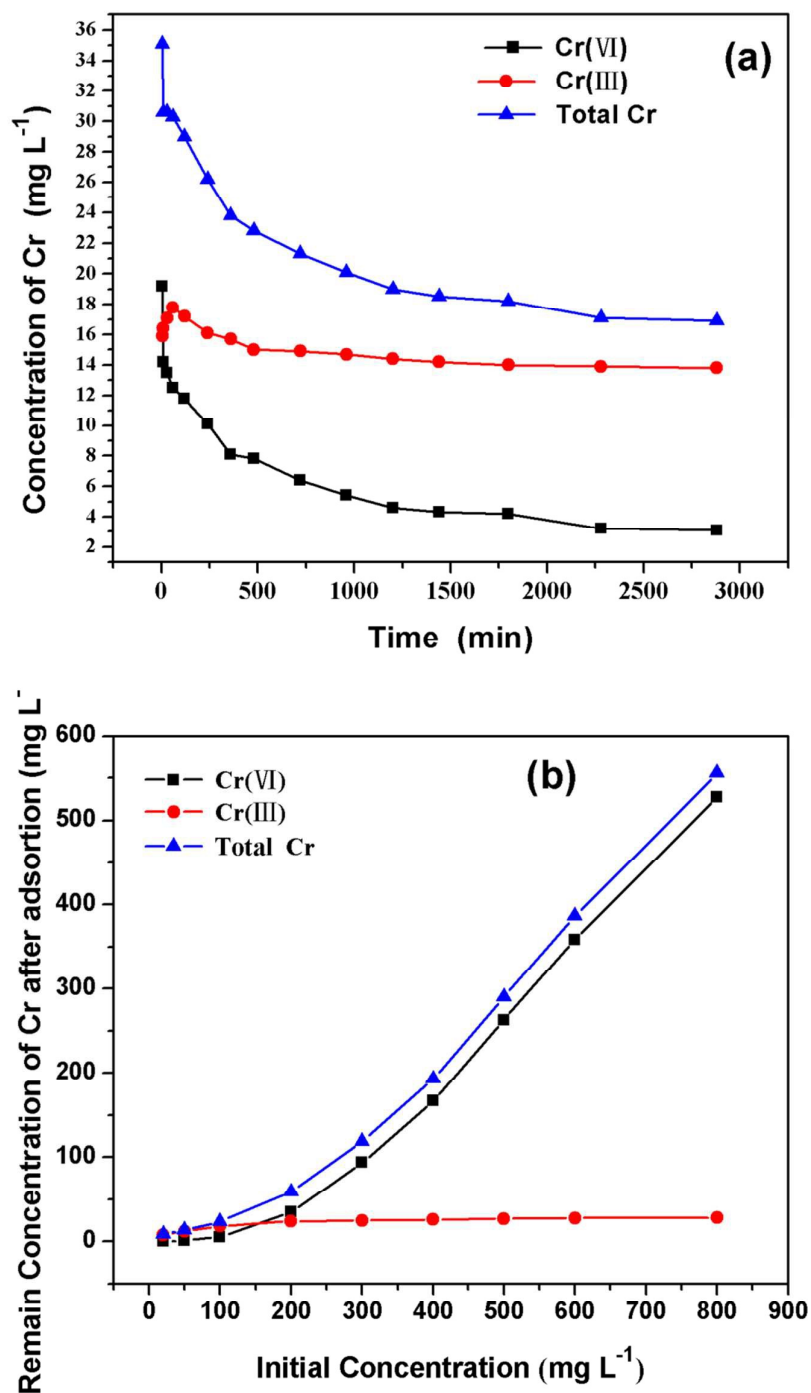 (a)
Cr(Ⅵ)
Cr(Ⅲ)
Total Cr
Concentration of Cr (mg L⁻¹)
36
34
32
30
28
26
24
22
20
18
16
14
12
10
8
6
4
2
0 500 1000 1500 2000 2500 3000
Time (min)
(b)
Cr(Ⅵ)
Cr(Ⅲ)
Total Cr
Remain Concentration of Cr after adsortion (mg L⁻
600
500
400
300
200
100
0
0 100 200 300 400 500 600 700 800 900
Initial Concentration (mg L⁻¹)